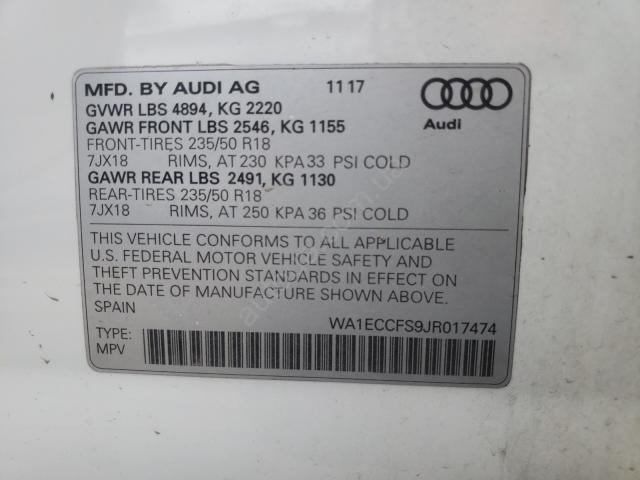 MFD. BY AUDI AG 11 17
GVWR LBS 4894, KG 2220
GAWR FRONT LBS 2546, KG 1155
FRONT-TIRES 235/50 R18
7JX18 RIMS, AT 230 KPA 33 PSI COLD
GAWR REAR LBS 2491, KG 1130
REAR-TIRES 235/50 R18
7JX18 RIMS, AT 250 KPA 36 PSI COLD
Audi
THIS VEHICLE CONFORMS TO ALL APPLICABLE
U.S. FEDERAL MOTOR VEHICLE SAFETY AND
THEFT PREVENTION STANDARDS IN EFFECT ON
THE DATE OF MANUFACTURE SHOWN ABOVE.
SPAIN
WA1ECCFS9JR017474
TYPE:
MPV